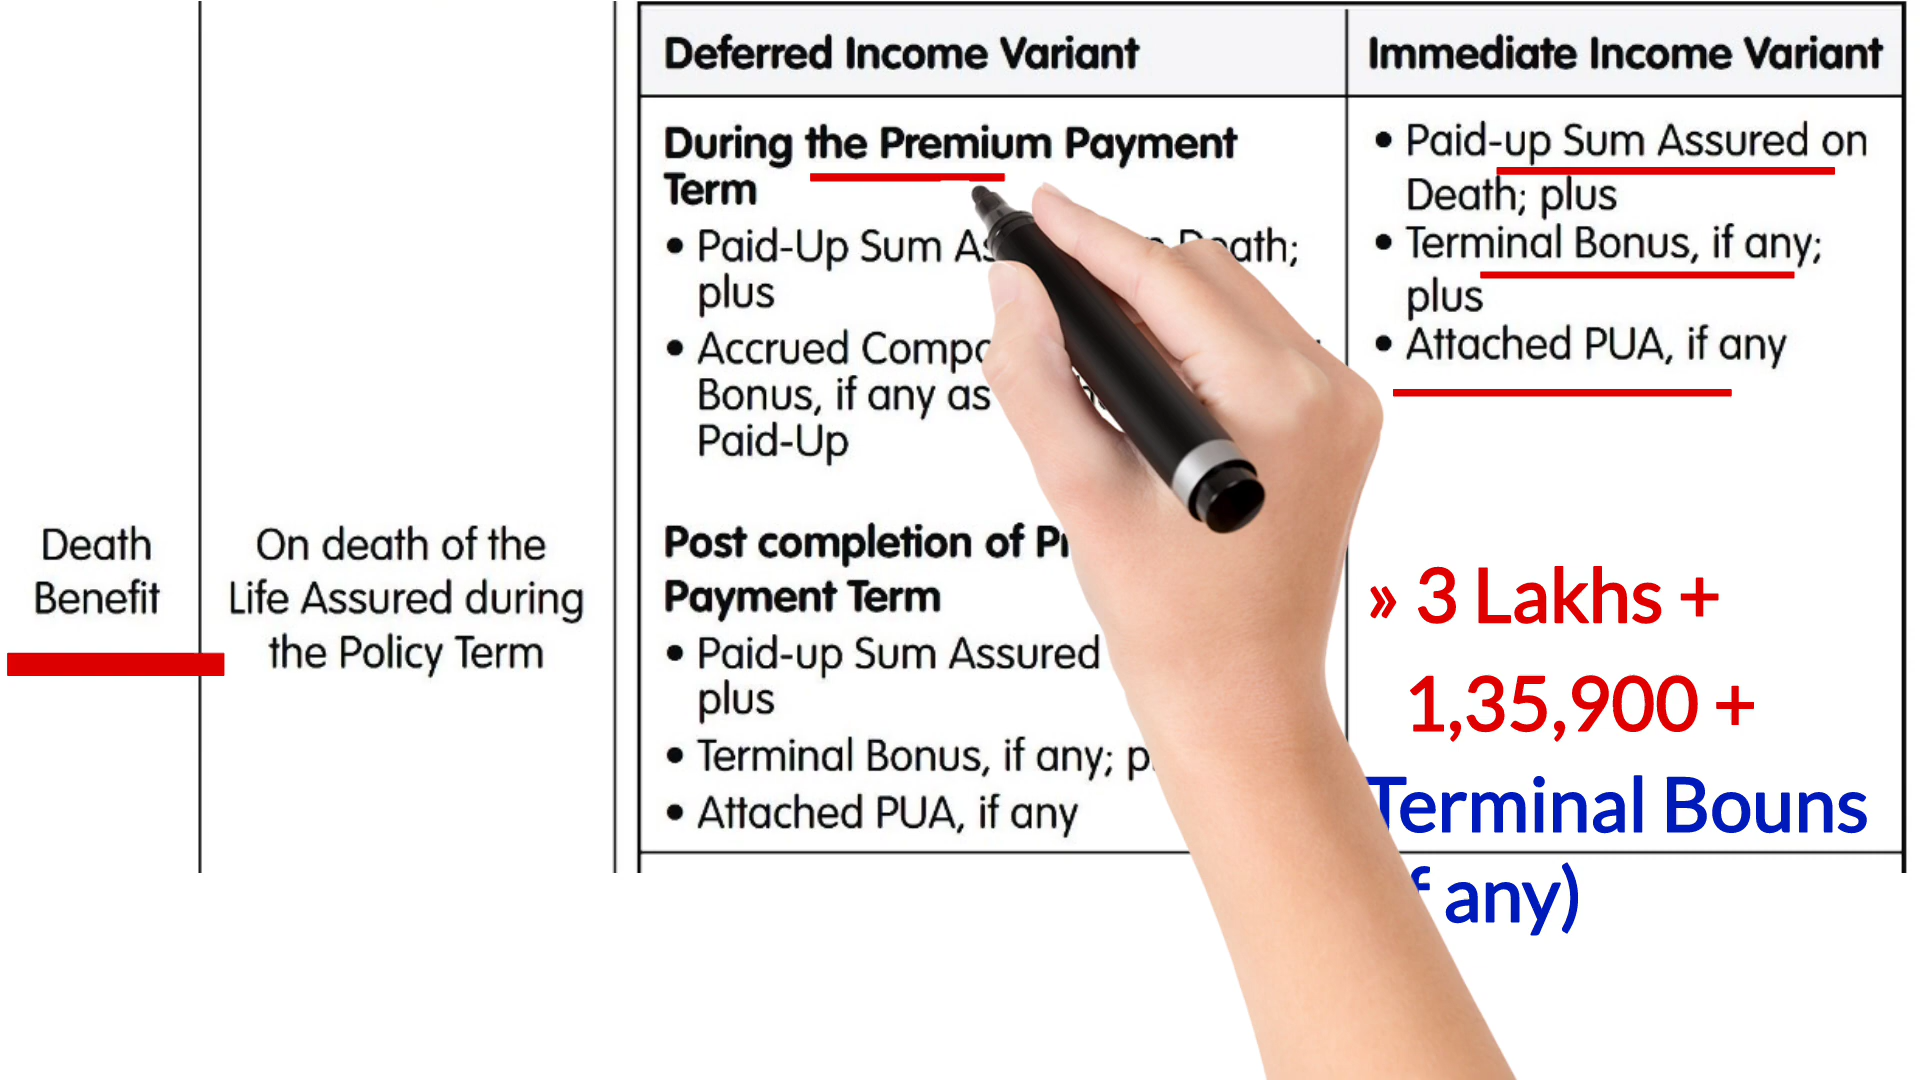 Deferred Income Variant
Immediate Income Variant
Death
Benefit
On death of the
Life Assured during
the Policy Term
During the Premium Payment
Term
• Paid-Up Sum Death;
plus
• Accrued
Bonus, if any as
Paid-Up
Post completion of
Payment Term
• Paid-up Sum Assured
plus
• Terminal Bonus, if any;
• Attached PUA, if any
• Paid-up Sum Assured on
Death; plus
• Terminal Bonus, if any;
plus
• Attached PUA, if any
» 3 Lakhs +
1,35,900 +
Terminal Bouns
any)